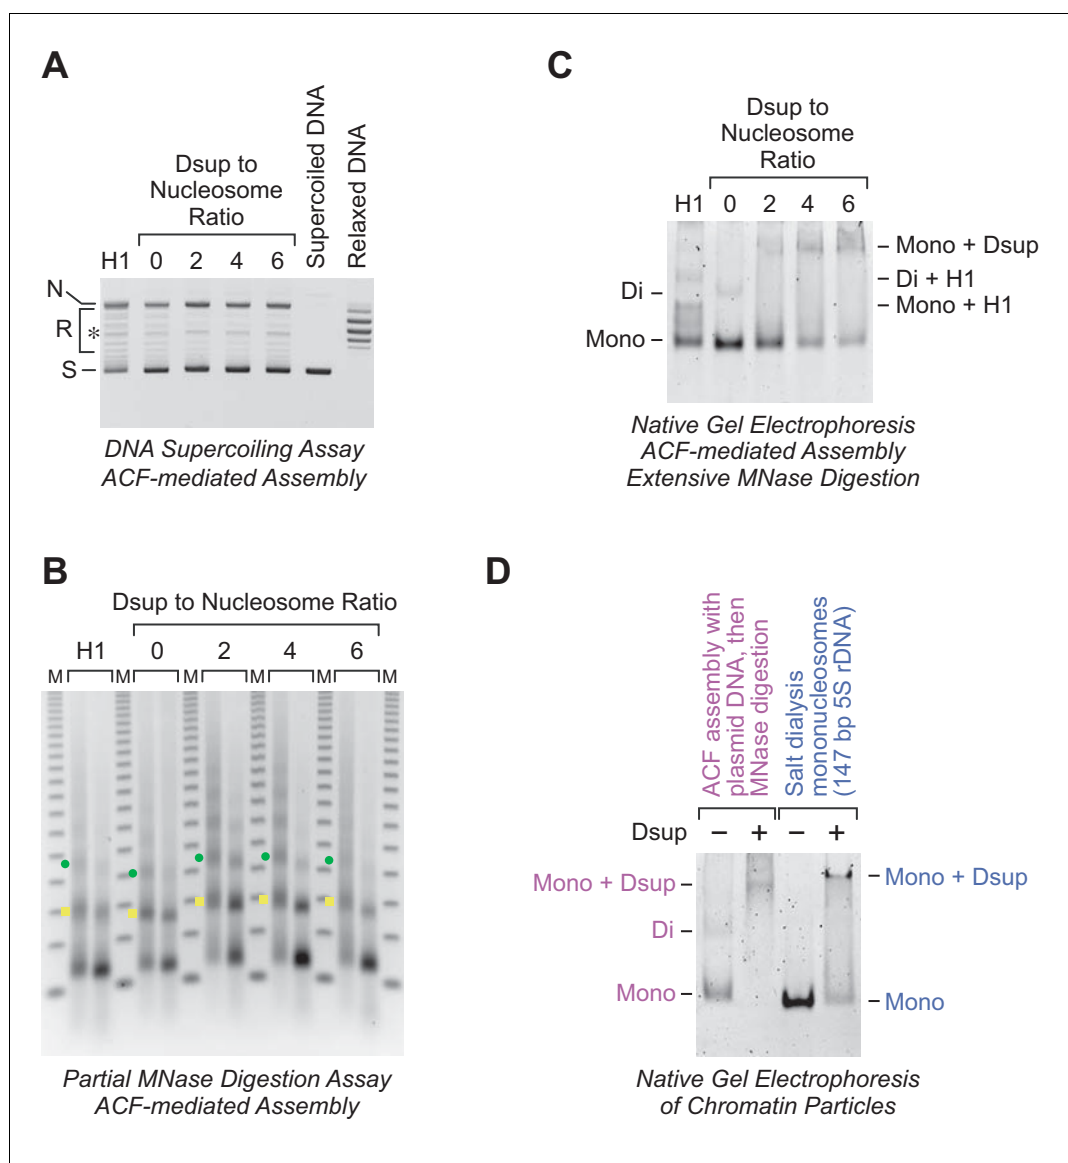 A
Dsup to
Nucleosome
Ratio
Supercoiled DNA
Relaxed DNA
H1 0 2 4 6
N
R *
S
DNA Supercoiling Assay
ACF-mediated Assembly
B
Dsup to Nucleosome Ratio
H1 0 2 4 6
M M M M M M
Partial MNase Digestion Assay
ACF-mediated Assembly
C
Dsup to
Nucleosome
Ratio
H1 0 2 4 6
Mono + Dsup
Di + H1
Di
Mono + H1
Mono
Native Gel Electrophoresis
ACF-mediated Assembly
Extensive MNase Digestion
D
ACF assembly with
plasmid DNA, then
MNase digestion
Salt dialysis
mononucleosomes
(147 bp 5S rDNA)
Dsup − + − +
Mono + Dsup
Mono + Dsup
Di
Mono
Mono
Native Gel Electrophoresis
of Chromatin Particles